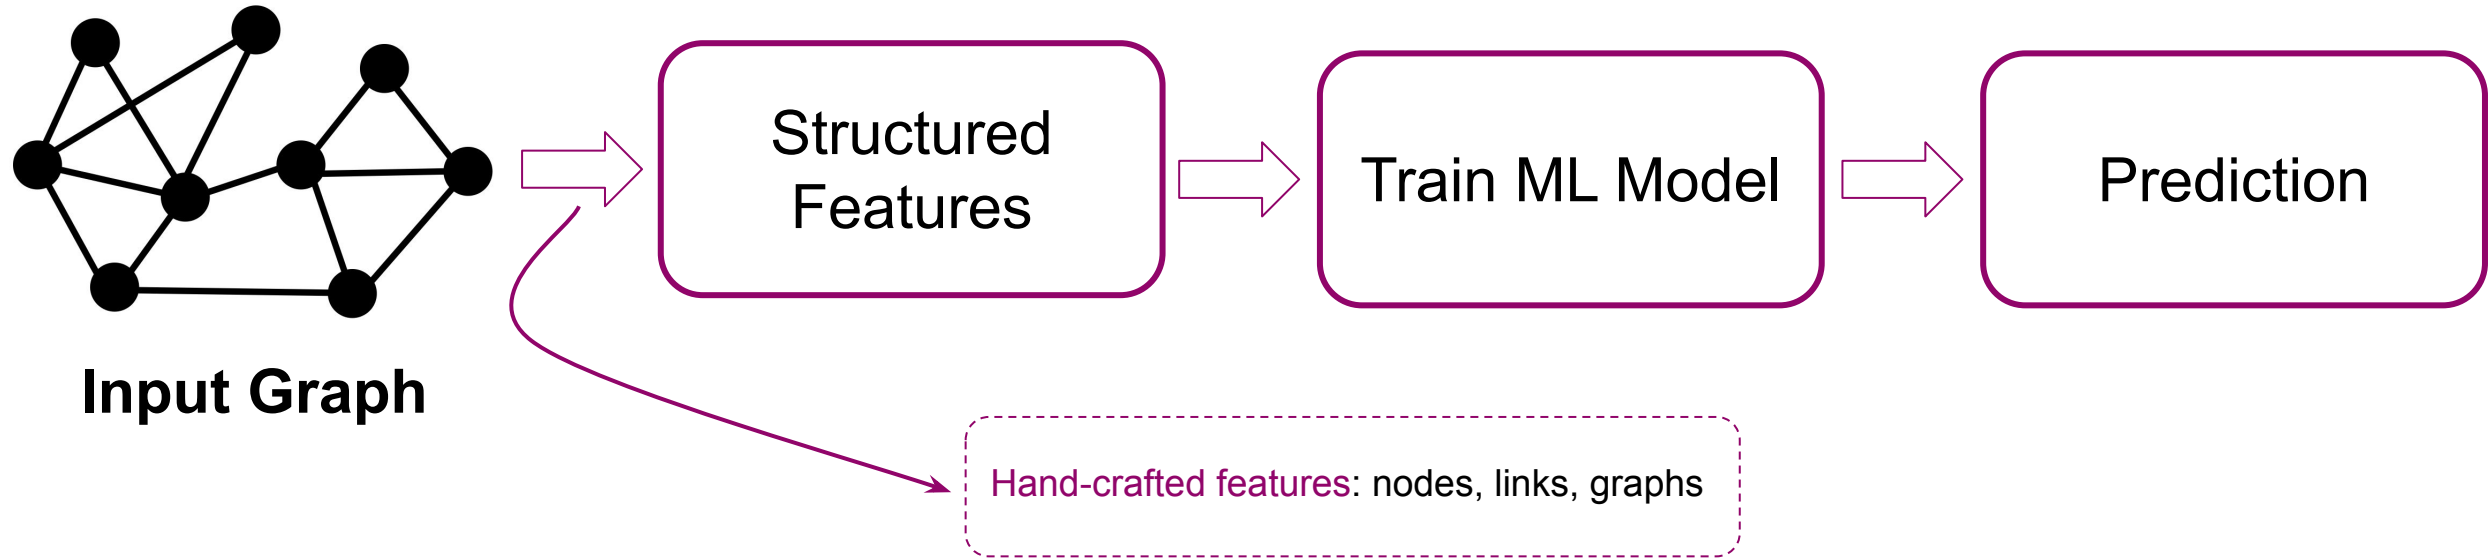 Structured
Features
Train ML Model
Prediction
Input Graph
Hand-crafted features: nodes, links, graphs